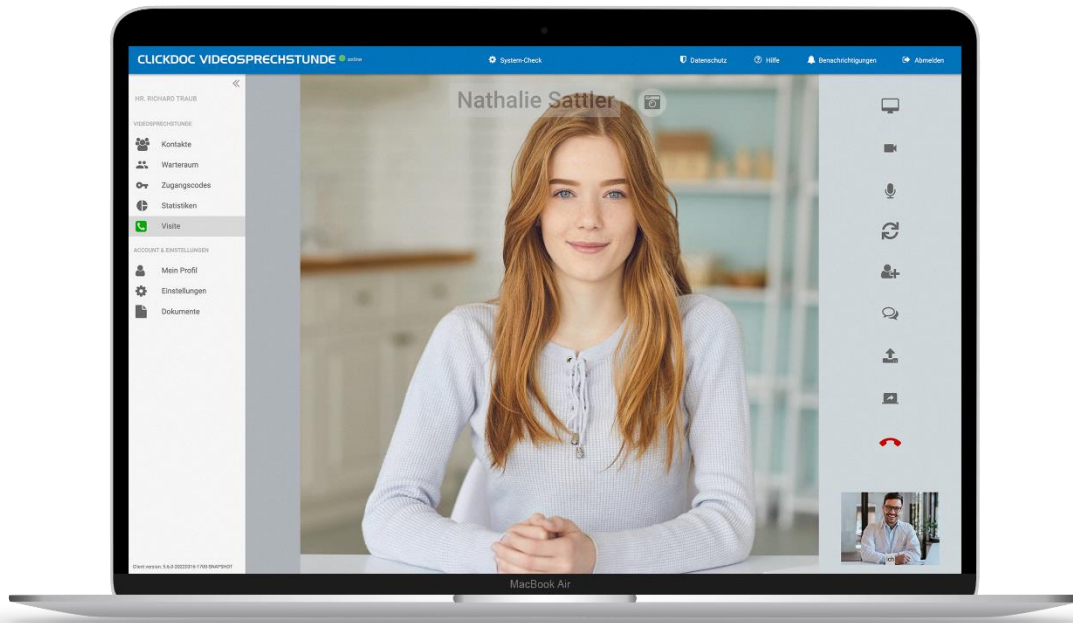 CLICKDOC VIDEOSPRECHSTUNDE online System-Check Datenschutz Hilfe Benachrichtigungen Abmelden
HR. RICHARD TRAUB
Nathalie Sattler
VIDEOSPRECHSTUNDE
Kontakte
Warteraum
Zugangscodes
Statistiken
Visite
ACCOUNT & EINSTELLUNGEN
Mein Profil
Einstellungen
Dokumente
Ich
MacBook Air